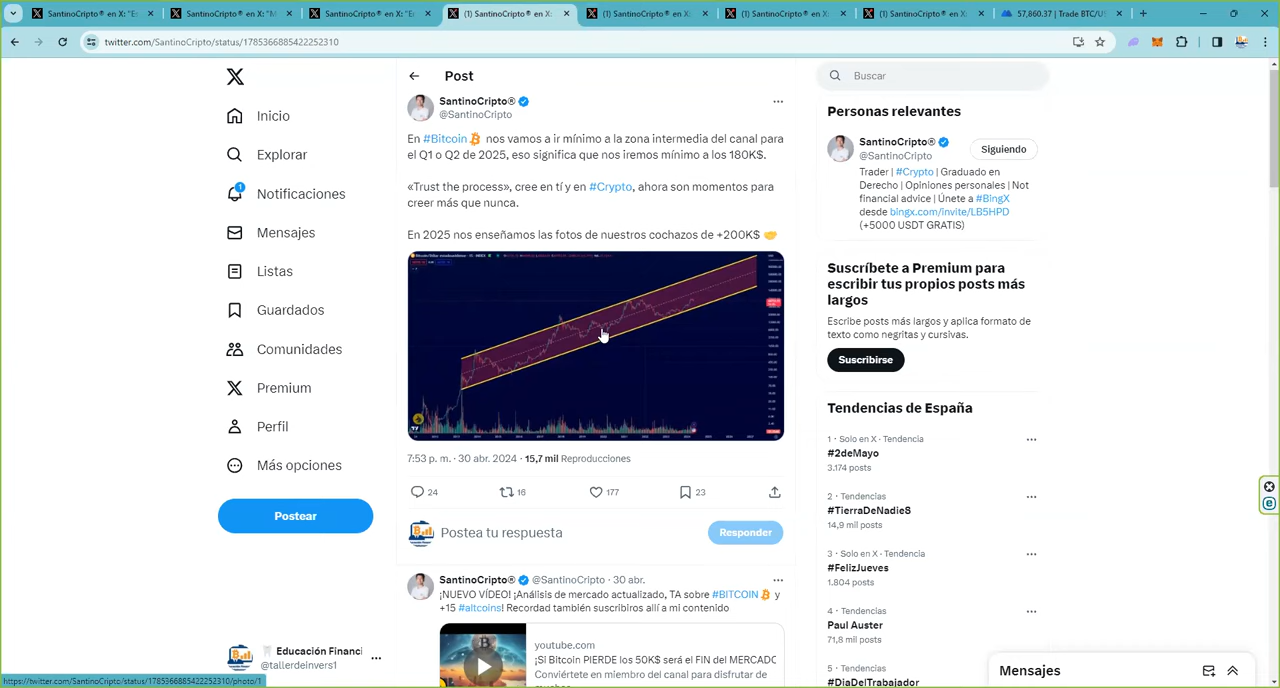 SantinoCripto® en X: "Es
SantinoCripto® en X: "M
SantinoCripto® en X: "Es
(1) SantinoCripto® en X:
(1) SantinoCripto® en X:
(1) SantinoCripto® en X:
(1) SantinoCripto® en X:
57,860.37 | Trade BTC/US
twitter.com/SantinoCripto/status/1785366885422252310
Inicio
Explorar
1
Notificaciones
Mensajes
Listas
Guardados
Comunidades
Premium
Perfil
Más opciones
Postear
Educación Financi
@tallerdeinvers1
https://twitter.com/SantinoCripto/status/1785366885422252310/photo/1
Post
SantinoCripto®
@SantinoCripto
En #Bitcoin nos vamos a ir mínimo a la zona intermedia del canal para
el Q1 o Q2 de 2025, eso significa que nos iremos mínimo a los 180K$.
«Trust the process», cree en tí y en #Crypto, ahora son momentos para
creer más que nunca.
En 2025 nos enseñamos las fotos de nuestros cochazos de +200K$
7:53 p. m. · 30 abr. 2024 · 15,7 mil Reproducciones
24 16 177 23
Postea tu respuesta
Responder
SantinoCripto® @SantinoCripto · 30 abr.
¡NUEVO VÍDEO! ¡Análisis de mercado actualizado, TA sobre #BITCOIN y
+15 #altcoins! Recordad también suscribiros allí a mi contenido
youtube.com
¡SI Bitcoin PIERDE los 50K$ será el FIN del MERCADO
Conviértete en miembro del canal para disfrutar de
Buscar
Personas relevantes
SantinoCripto®
@SantinoCripto
Siguiendo
Trader | #Crypto | Graduado en
Derecho | Opiniones personales | Not
financial advice | Únete a #BingX
desde bingx.com/invite/LB5HPD
(+5000 USDT GRATIS)
Suscríbete a Premium para
escribir tus propios posts más
largos
Escribe posts más largos y aplica formato de
texto como negritas y cursivas.
Suscribirse
Tendencias de España
1 · Solo en X · Tendencia
#2deMayo
3.174 posts
2 · Tendencias
#TierraDeNadie8
14,9 mil posts
3 · Solo en X · Tendencia
#FelizJueves
1.804 posts
4 · Tendencias
Paul Auster
71,8 mil posts
5 · Tendencias
#DiaDelTrabajador
Mensajes